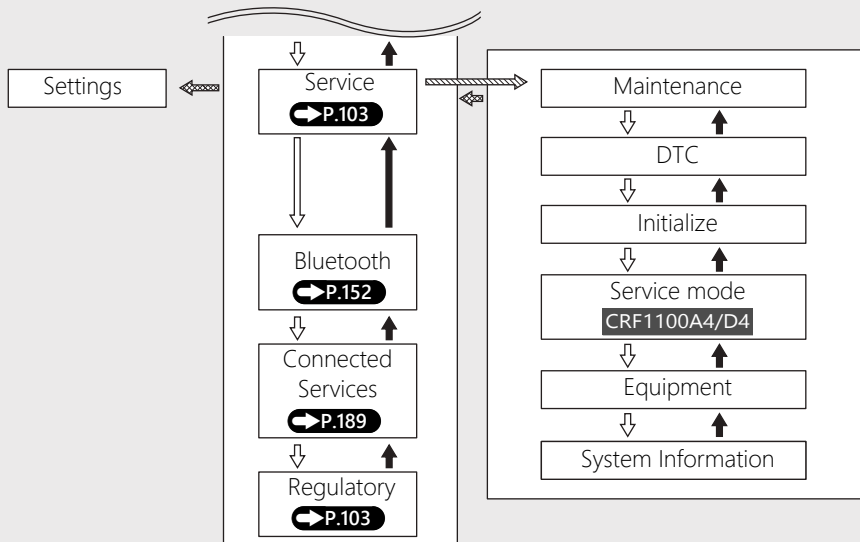 Settings
Service
P.103
Bluetooth
P.152
Connected
Services
P.189
Regulatory
P.103
Maintenance
DTC
Initialize
Service mode
CRF1100A4/D4
Equipment
System Information